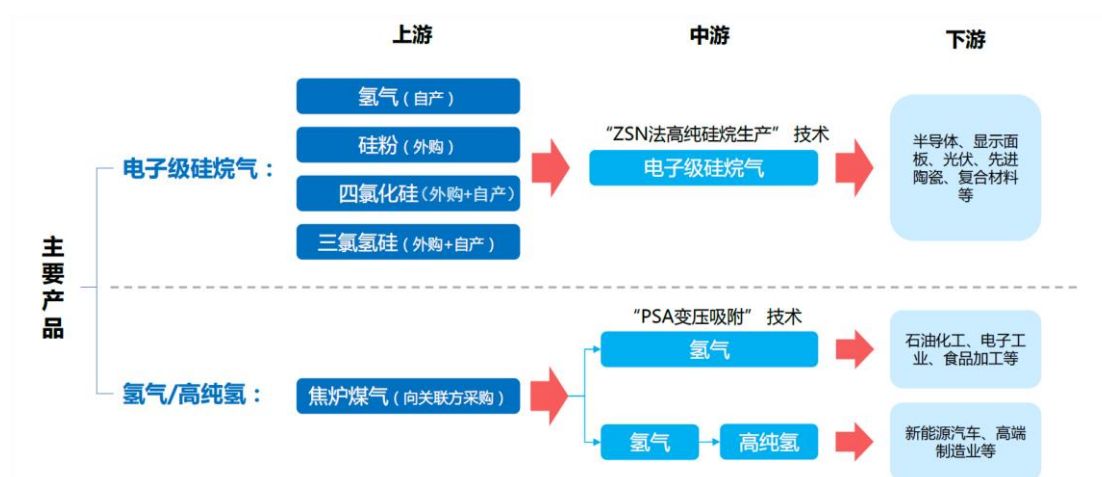 上游
中游
下游
主要产品
电子级硅烷气：
氢气（自产）
硅粉（外购）
四氯化硅（外购+自产）
三氯氢硅（外购+自产）
“ZSN法高纯硅烷生产” 技术
电子级硅烷气
半导体、显示面
板、光伏、先进
陶瓷、复合材料
等
氢气/高纯氢：
焦炉煤气（向关联方采购）
“PSA变压吸附” 技术
氢气
石油化工、电子工
业、食品加工等
氢气
高纯氢
新能源汽车、高端
制造业等